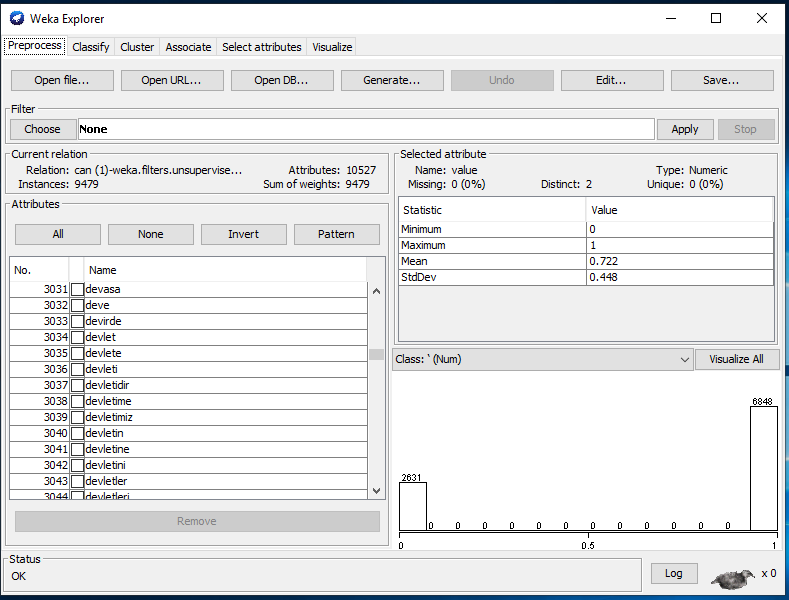 Weka Explorer
Preprocess Classify Cluster Associate Select attributes Visualize
Open file... Open URL... Open DB... Generate... Undo Edit... Save...
Filter
Choose None Apply Stop
Current relation
Relation: can (1)-weka.filters.unsupervise... Attributes: 10527
Instances: 9479 Sum of weights: 9479
Attributes
All None Invert Pattern
No. Name
3031 devasa
3032 deve
3033 devirde
3034 devlet
3035 devlete
3036 devleti
3037 devletidir
3038 devletime
3039 devletimiz
3040 devletin
3041 devletine
3042 devletini
3043 devletler
3044 devletleri
Remove
Selected attribute
Name: value Type: Numeric
Missing: 0 (0%) Distinct: 2 Unique: 0 (0%)
Statistic Value
Minimum 0
Maximum 1
Mean 0.722
StdDev 0.448
Class: ` (Num) Visualize All
6848
2631
0 0 0 0 0 0 0 0 0 0 0 0
0 0.5 1
Status
OK
Log x 0